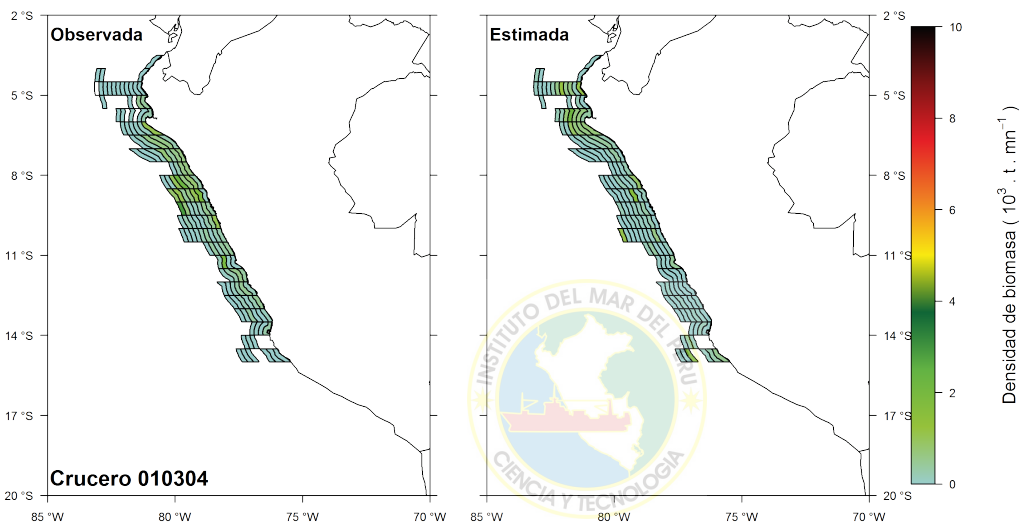 Observada
Estimada
2 °S
5 °S
8 °S
11 °S
14 °S
17 °S
20 °S
2 °S
5 °S
8 °S
11 °S
14 °S
17 °S
20 °S
10
8
6
4
2
0
Densidad de biomasa ( 10³ . t . mn⁻¹ )
INSTITUTO DEL MAR DEL PERU
CIENCIA Y TECNOLOGIA
Crucero 010304
85 °W
80 °W
75 °W
70 °W
85 °W
80 °W
75 °W
70 °W